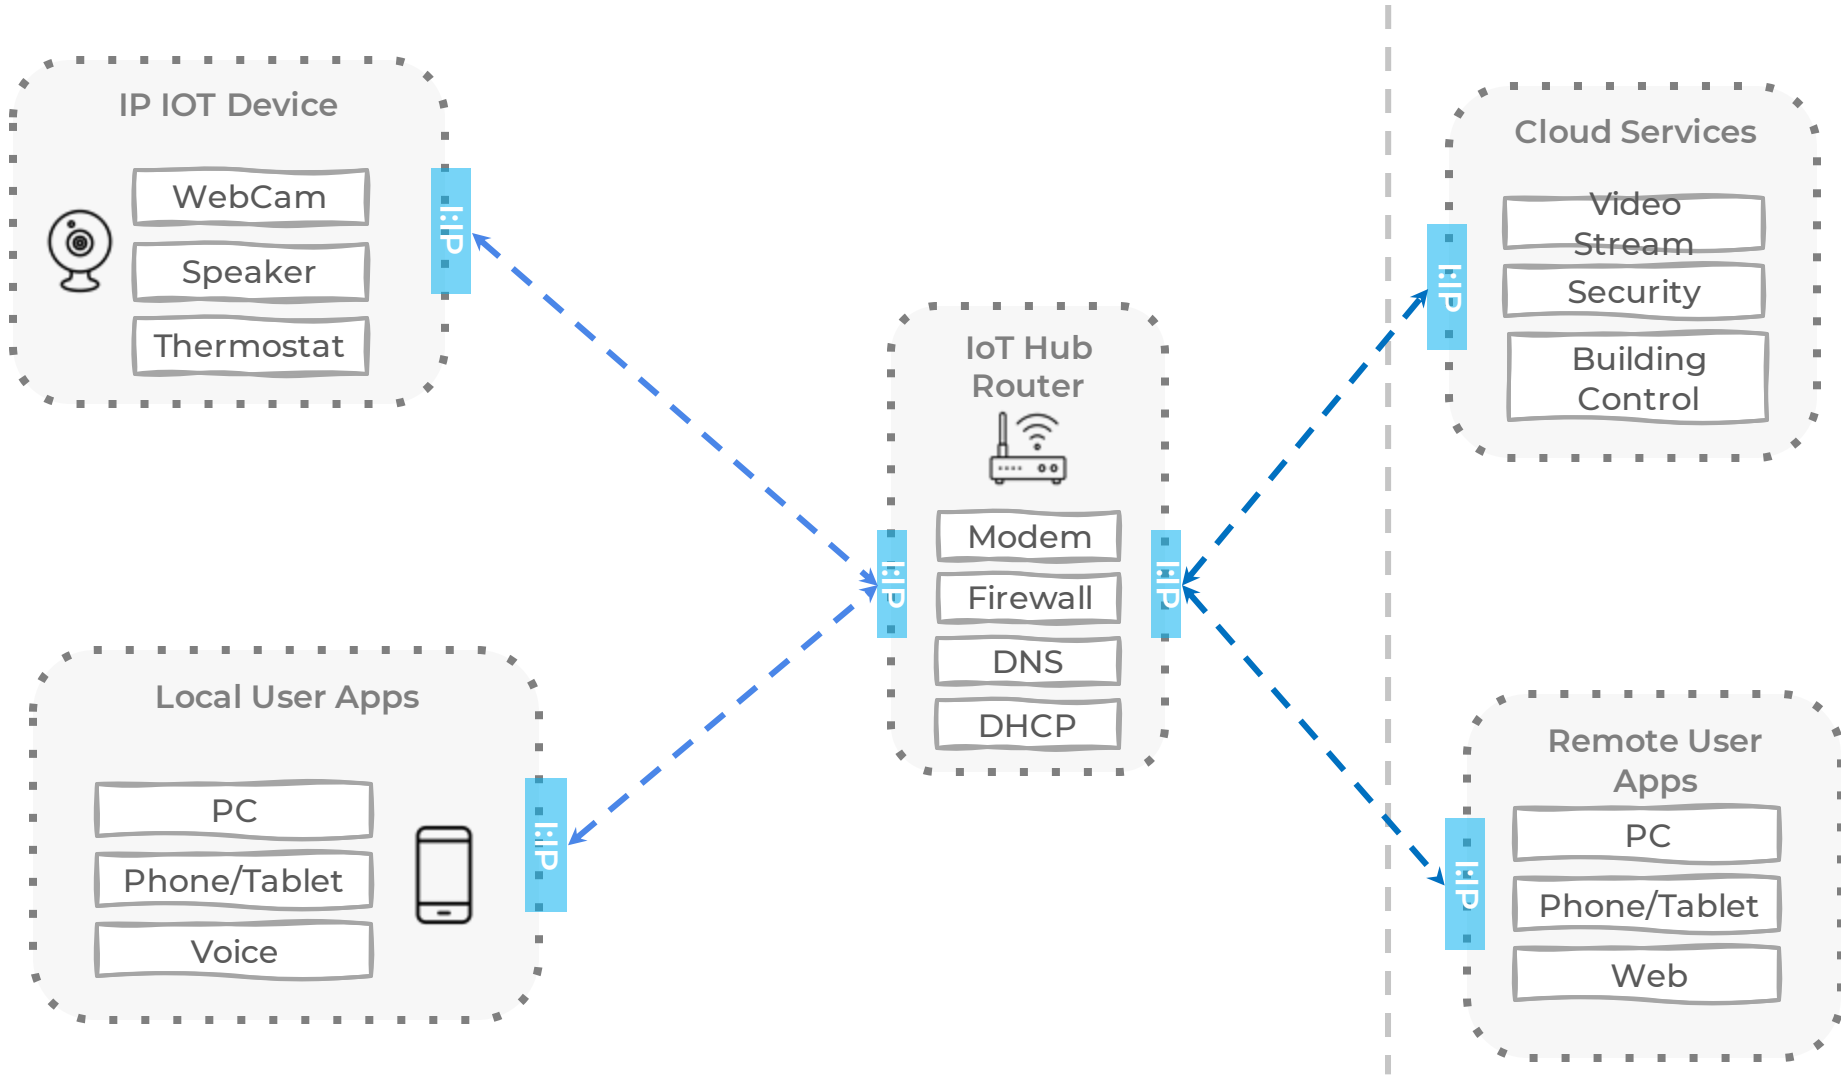 IP IOT Device
WebCam
Speaker
Thermostat
I:IP
Local User Apps
PC
Phone/Tablet
Voice
I:IP
IoT Hub
Router
Modem
Firewall
DNS
DHCP
I:IP
I:IP
Cloud Services
Video
Stream
Security
Building
Control
I:IP
Remote User
Apps
PC
Phone/Tablet
Web
I:IP